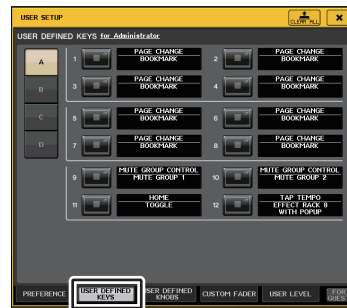 USER SETUP
CLEAR ALL
USER DEFINED KEYS for Administrator
A
1 PAGE CHANGE
BOOKMARK
2 PAGE CHANGE
BOOKMARK
B
3 PAGE CHANGE
BOOKMARK
4 PAGE CHANGE
BOOKMARK
C
5 PAGE CHANGE
BOOKMARK
6 PAGE CHANGE
BOOKMARK
D
7 PAGE CHANGE
BOOKMARK
8 PAGE CHANGE
BOOKMARK
9 MUTE GROUP CONTROL
MUTE GROUP 1
10 MUTE GROUP CONTROL
MUTE GROUP 2
11 HOME
TOGGLE
12 TAP TEMPO
EFFECT RACK 8
WITH POPUP
PREFERENCE
USER DEFINED
KEYS
USER DEFINED
KNOBS
CUSTOM FADER
USER LEVEL
FOR
GUEST